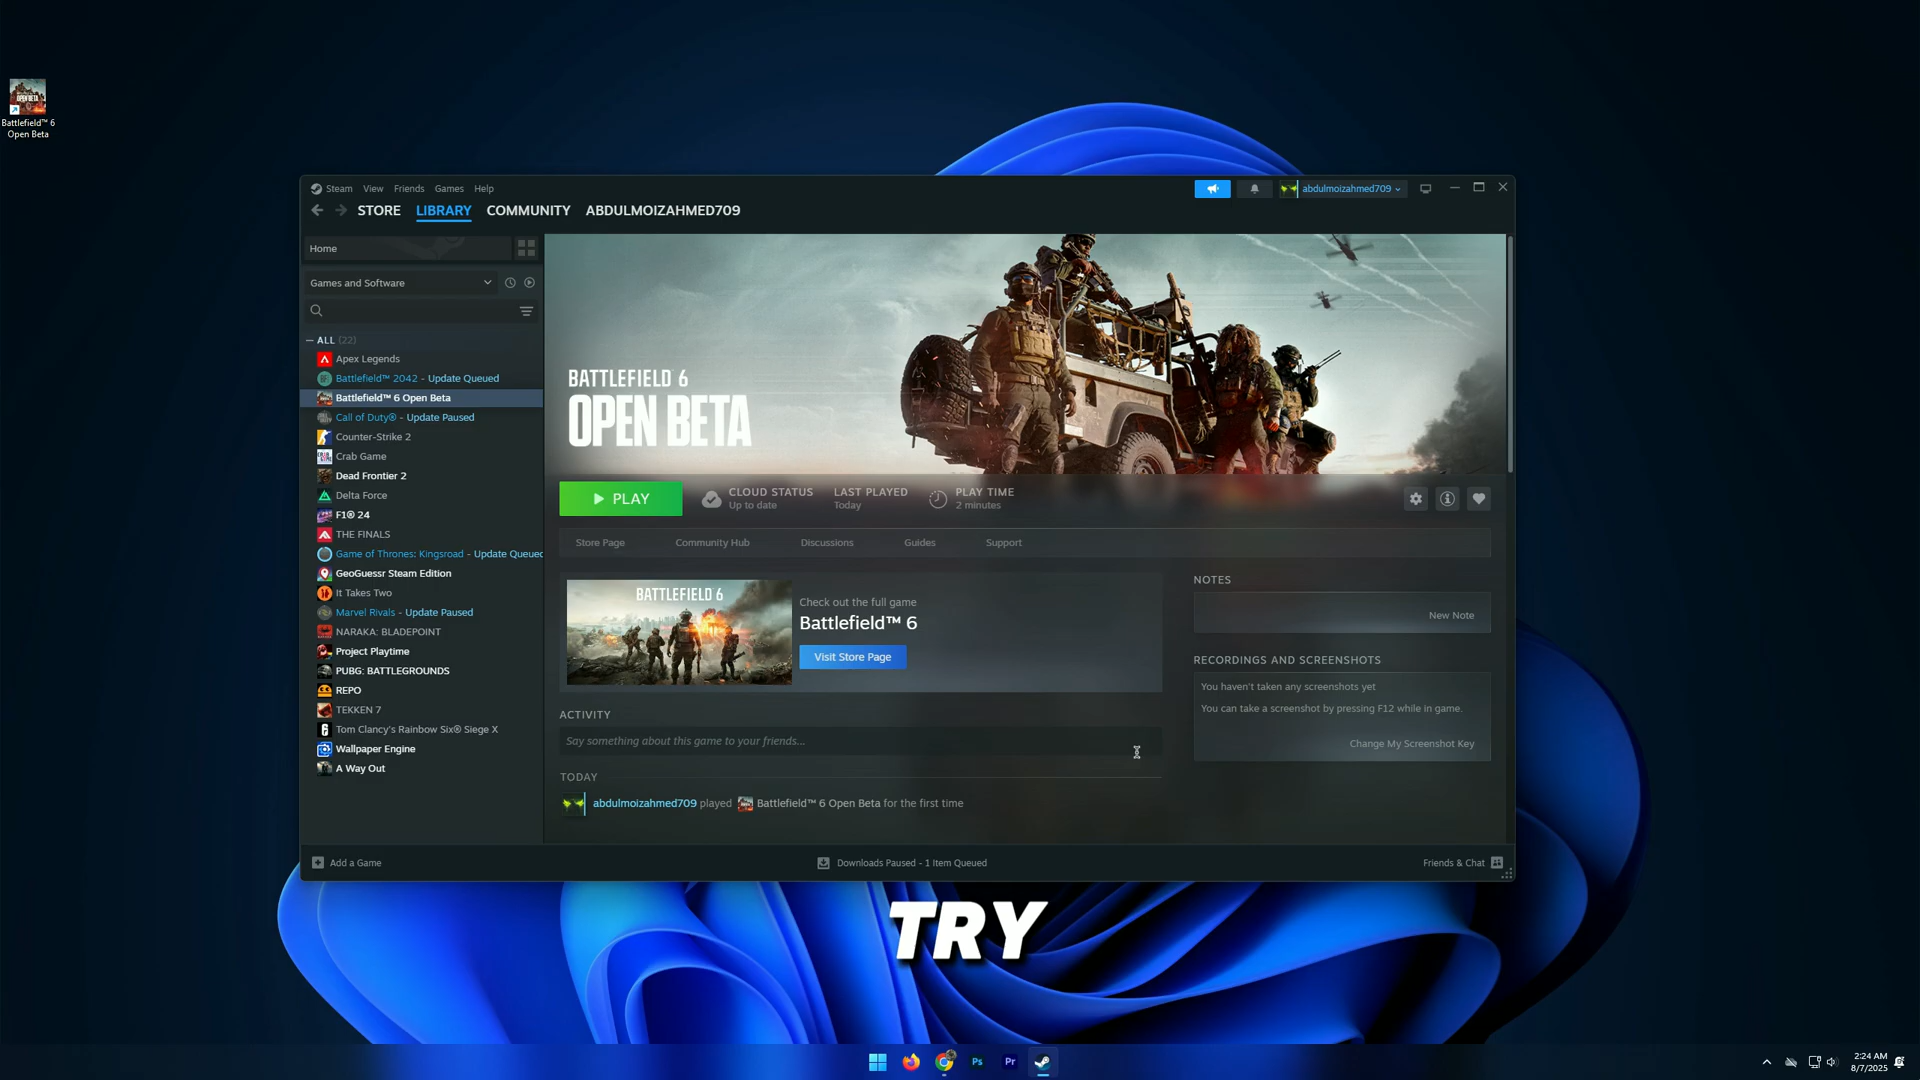 Battlefield™ 6
Open Beta
Steam View Friends Games Help
abdulmoizahmed709
STORE LIBRARY COMMUNITY ABDULMOIZAHMED709
Home
Games and Software
ALL (22)
Apex Legends
Battlefield™ 2042 - Update Queued
Battlefield™ 6 Open Beta
Call of Duty® - Update Paused
Counter-Strike 2
Crab Game
Dead Frontier 2
Delta Force
F1® 24
THE FINALS
Game of Thrones: Kingsroad - Update Queued
GeoGuessr Steam Edition
It Takes Two
Marvel Rivals - Update Paused
NARAKA: BLADEPOINT
Project Playtime
PUBG: BATTLEGROUNDS
REPO
TEKKEN 7
Tom Clancy's Rainbow Six® Siege X
Wallpaper Engine
A Way Out
BATTLEFIELD 6
OPEN BETA
PLAY
CLOUD STATUS
Up to date
LAST PLAYED
Today
PLAY TIME
2 minutes
Store Page Community Hub Discussions Guides Support
BATTLEFIELD 6
Check out the full game
Battlefield™ 6
Visit Store Page
NOTES
New Note
RECORDINGS AND SCREENSHOTS
You haven't taken any screenshots yet
You can take a screenshot by pressing F12 while in game.
Change My Screenshot Key
ACTIVITY
Say something about this game to your friends...
TODAY
abdulmoizahmed709 played Battlefield™ 6 Open Beta for the first time
Add a Game
Downloads Paused - 1 Item Queued
Friends & Chat
TRY
Ps
Pr
2:24 AM
8/7/2025